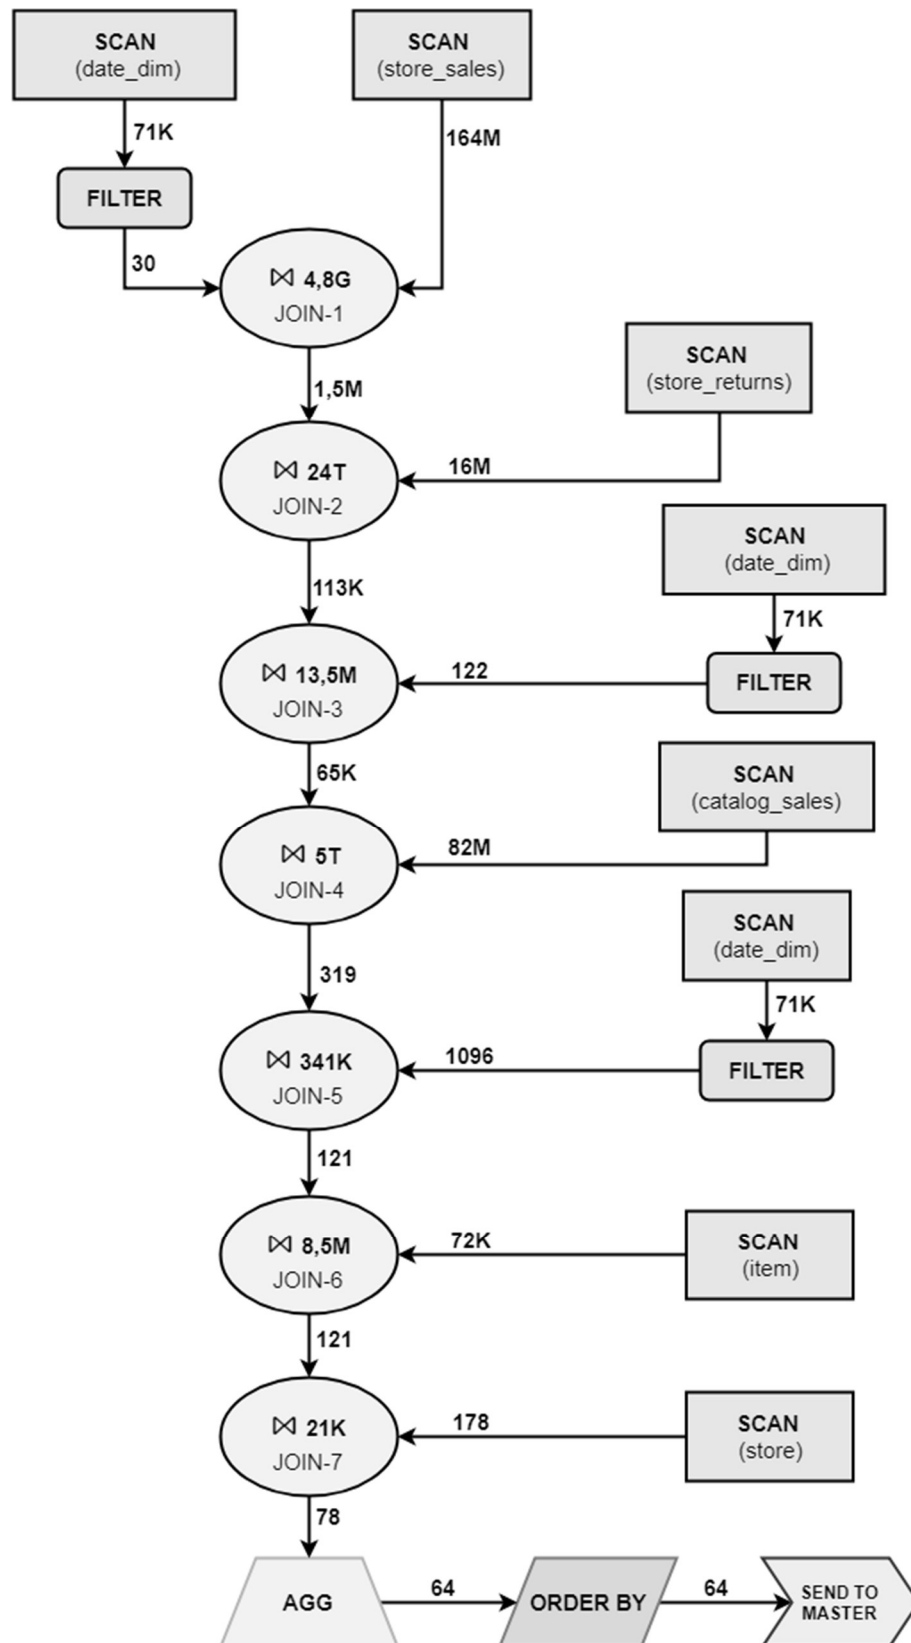 SCAN
(date_dim)
SCAN
(store_sales)
71K
164M
FILTER
30
⋈ 4,8G
JOIN-1
SCAN
(store_returns)
1,5M
⋈ 24T
JOIN-2
16M
SCAN
(date_dim)
113K
71K
⋈ 13,5M
JOIN-3
122
FILTER
65K
SCAN
(catalog_sales)
⋈ 5T
JOIN-4
82M
SCAN
(date_dim)
319
71K
⋈ 341K
JOIN-5
1096
FILTER
121
⋈ 8,5M
JOIN-6
72K
SCAN
(item)
121
⋈ 21K
JOIN-7
178
SCAN
(store)
78
AGG
64
ORDER BY
64
SEND TO
MASTER